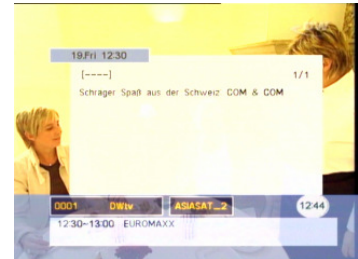 19.Fri 12:30
[----] 1/1
Schräger Spaß aus der Schweiz COM & COM
0001 DWtv ASIASAT_2 12:44
12:30~13:00 EUROMAXX